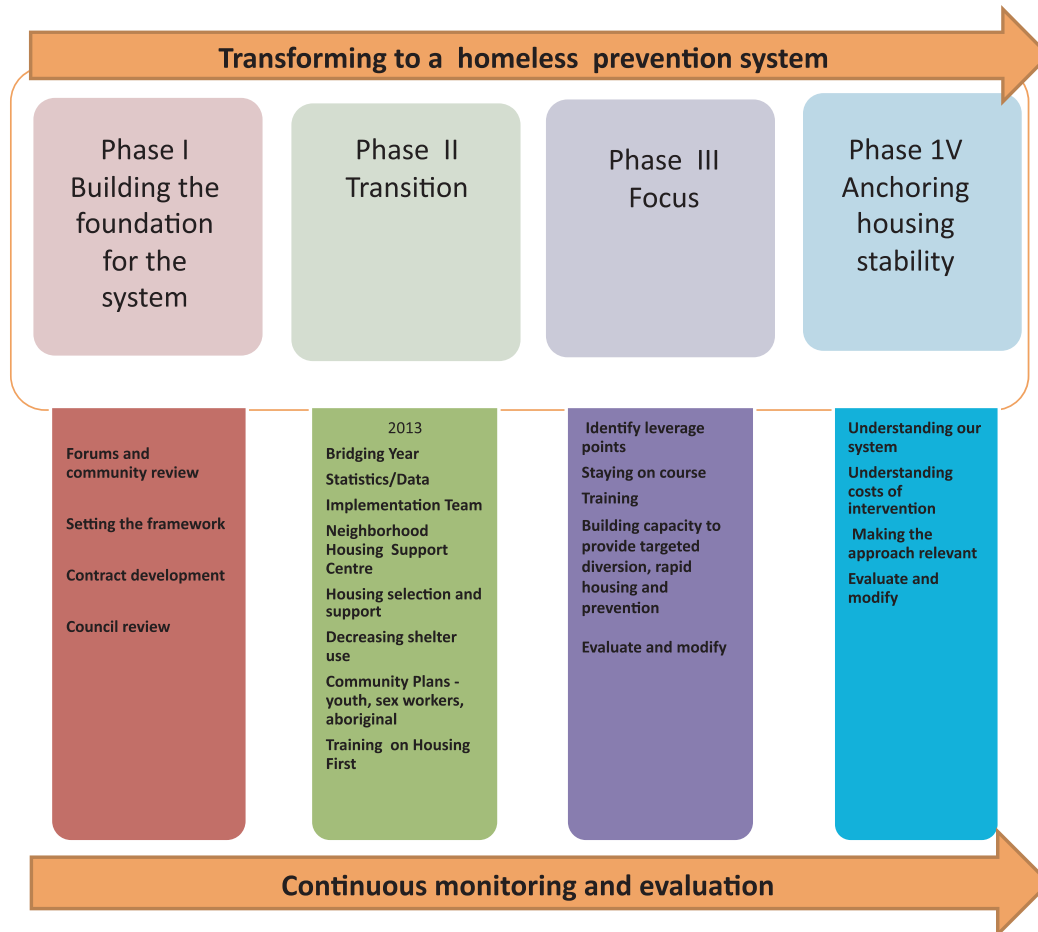 Transforming to a  homeless  prevention system
Phase I
Building the
foundation
for the
system
Phase  II
Transition
Phase  III
Focus
Phase 1V
Anchoring
housing
stability
Forums and
community review
Setting the framework
Contract development
Council review
2013
Bridging Year
Statistics/Data
Implementation Team
Neighborhood
Housing  Support
Centre
Housing selection and
support
Decreasing shelter
use
Community Plans -
youth, sex workers,
aboriginal
Training  on Housing
First
Identify leverage
points
Staying on course
Training
Building capacity to
provide targeted
diversion, rapid
housing and
prevention
Evaluate and modify
Understanding our
system
Understanding
costs of
intervention
Making the
approach relevant
Evaluate and
modify
Continuous monitoring and evaluation